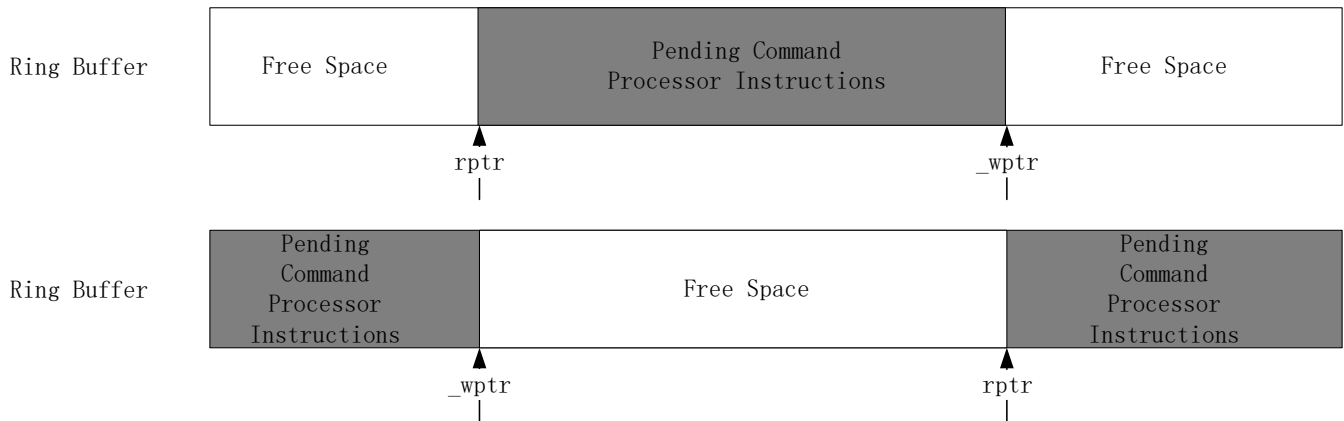 Ring Buffer
Free Space
Pending Command
Processor Instructions
Free Space
rptr
_wptr
Ring Buffer
Pending
Command
Processor
Instructions
Free Space
Pending
Command
Processor
Instructions
_wptr
rptr